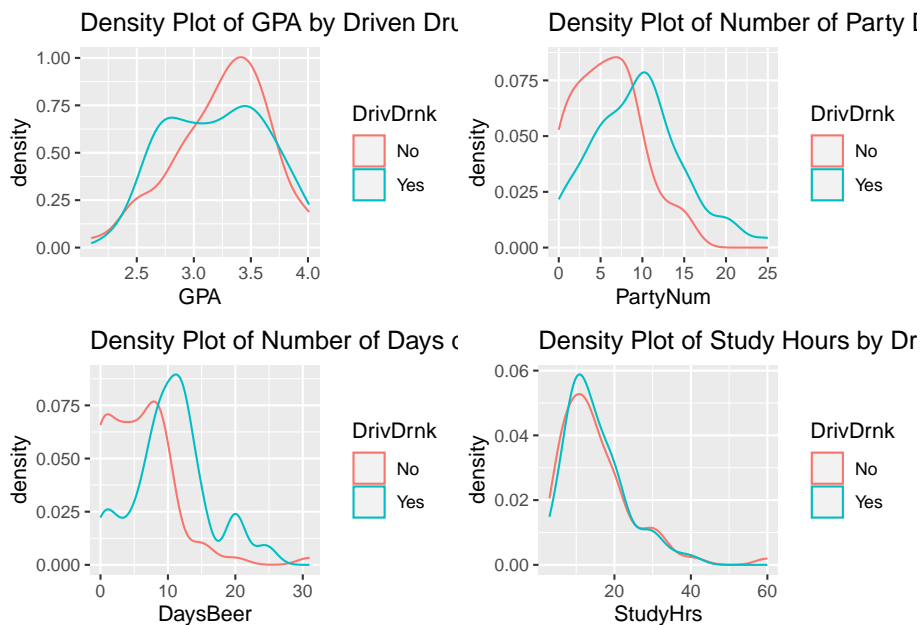 Density Plot of GPA by Driven Dru
1.00
0.75
0.50
0.25
0.00
density
2.5 3.0 3.5 4.0
GPA
DrivDrnk
No
Yes
Density Plot of Number of Party D
0.075
0.050
0.025
0.000
density
0 5 10 15 20 25
PartyNum
DrivDrnk
No
Yes
Density Plot of Number of Days o
0.075
0.050
0.025
0.000
density
0 10 20 30
DaysBeer
DrivDrnk
No
Yes
Density Plot of Study Hours by Dr
0.06
0.04
0.02
0.00
density
20 40 60
StudyHrs
DrivDrnk
No
Yes